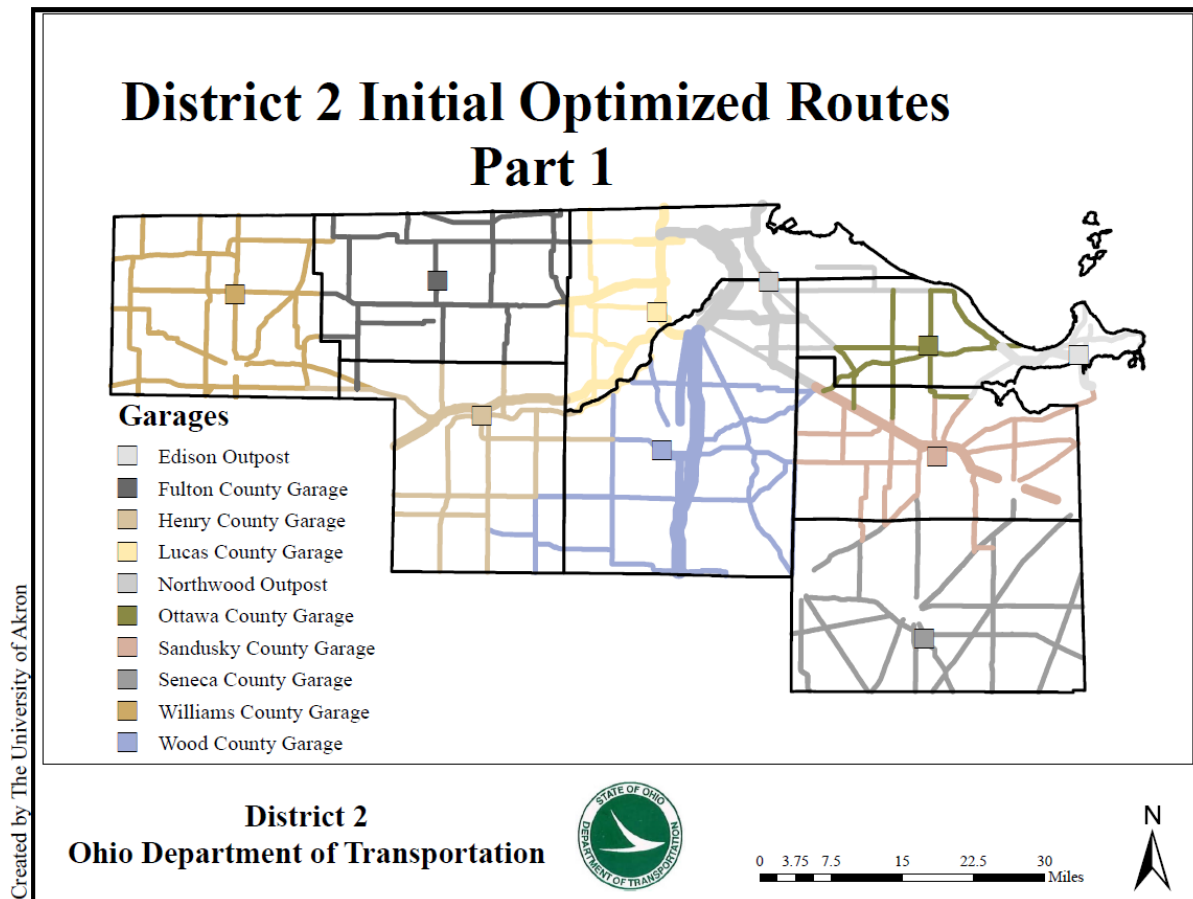 District 2 Initial Optimized Routes
Part 1
Garages
Edison Outpost
Fulton County Garage
Henry County Garage
Lucas County Garage
Northwood Outpost
Ottawa County Garage
Sandusky County Garage
Seneca County Garage
Williams County Garage
Wood County Garage
Created by The University of Akron
District 2
Ohio Department of Transportation
STATE OF OHIO
DEPARTMENT OF TRANSPORTATION
0 3.75 7.5 15 22.5 30
Miles
N